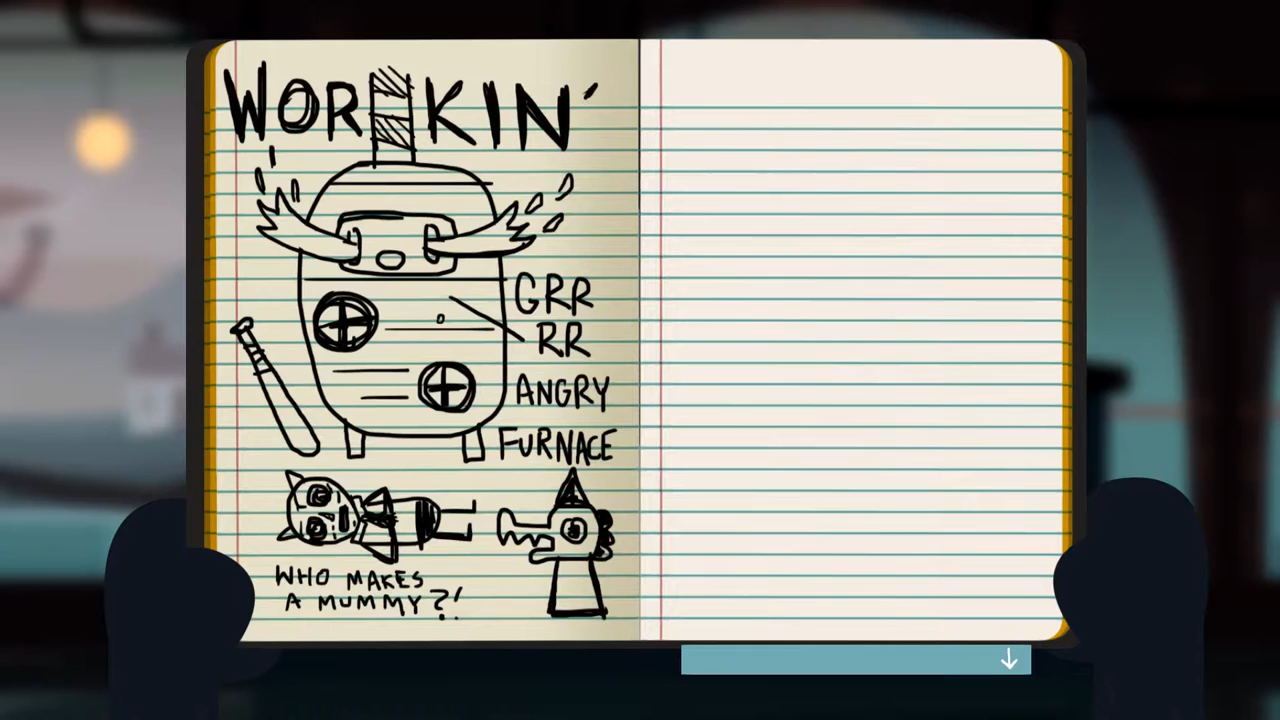 WORKIN'
GRR
RR
ANGRY
FURNACE
WHO MAKES
A MUMMY?!